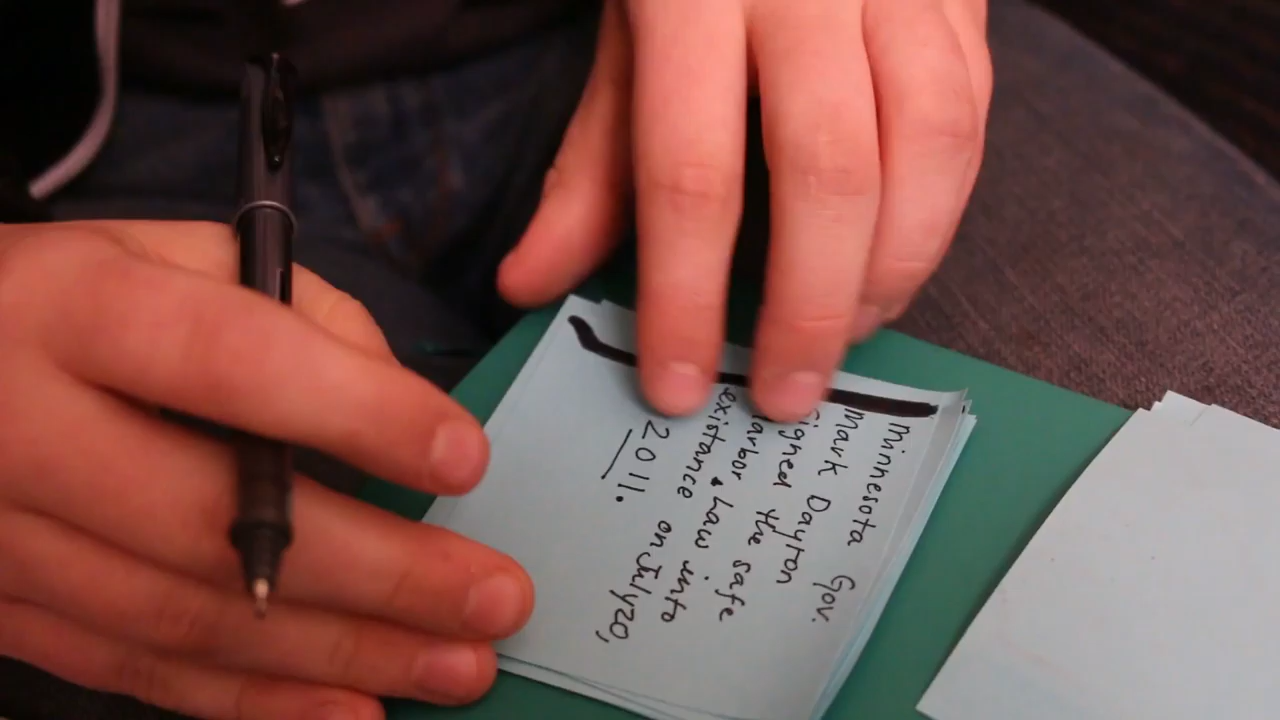 Minnesota Gov.
Mark Dayton
signed the safe
Harbor Law into
existance on July 20,
2011.